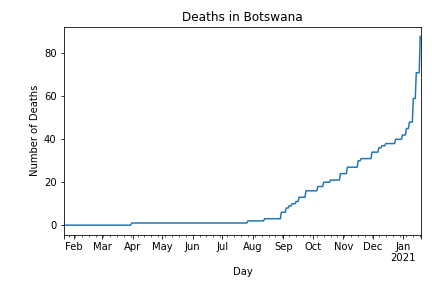 Deaths in Botswana
Number of Deaths
80
60
40
20
0
Feb Mar Apr May Jun Jul Aug Sep Oct Nov Dec Jan
2021
Day